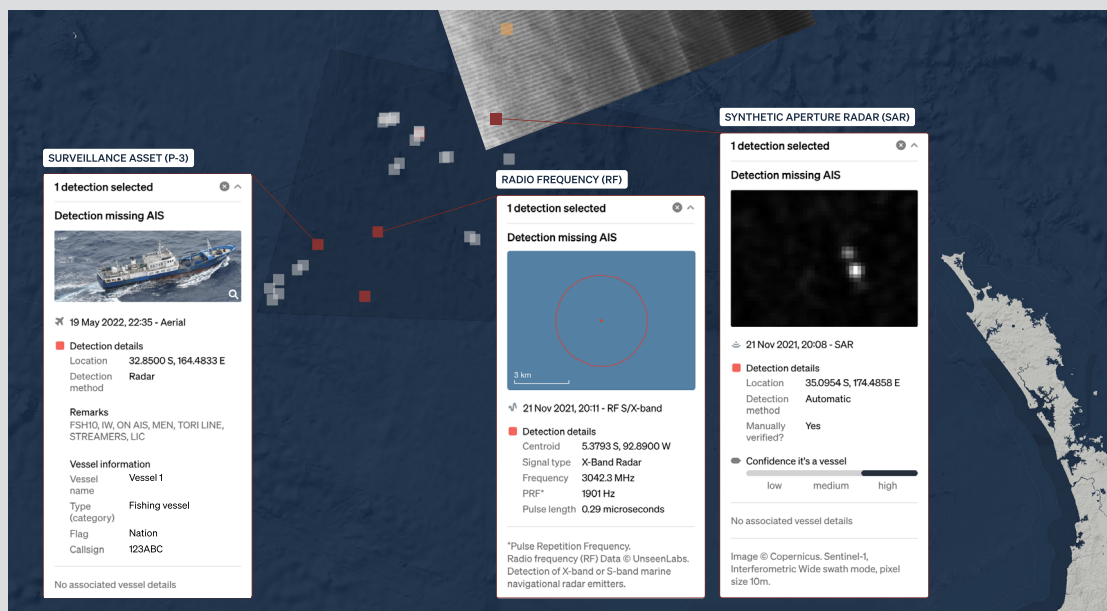 SURVEILLANCE ASSET (P-3)
1 detection selected
Detection missing AIS
19 May 2022, 22:35 - Aerial
Detection details
Location 32.8500 S, 164.4833 E
Detection Radar
method
Remarks
FSH10, IW, ON AIS, MEN, TORI LINE,
STREAMERS, LIC
Vessel information
Vessel Vessel 1
name
Type Fishing vessel
(category)
Flag Nation
Callsign 123ABC
No associated vessel details
RADIO FREQUENCY (RF)
1 detection selected
Detection missing AIS
3 km
21 Nov 2021, 20:11 - RF S/X-band
Detection details
Centroid 5.3793 S, 92.8900 W
Signal type X-Band Radar
Frequency 3042.3 MHz
PRF* 1901 Hz
Pulse length 0.29 microseconds
*Pulse Repetition Frequency.
Radio frequency (RF) Data © UnseenLabs.
Detection of X-band or S-band marine
navigational radar emitters.
SYNTHETIC APERTURE RADAR (SAR)
1 detection selected
Detection missing AIS
21 Nov 2021, 20:08 - SAR
Detection details
Location 35.0954 S, 174.4858 E
Detection Automatic
method
Manually Yes
verified?
Confidence it's a vessel
low medium high
No associated vessel details
Image © Copernicus. Sentinel-1,
Interferometric Wide swath mode, pixel
size 10m.